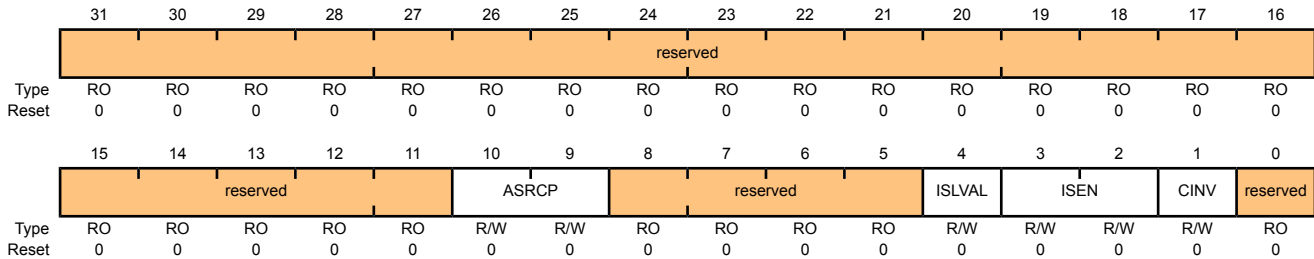 31 30 29 28 27 26 25 24 23 22 21 20 19 18 17 16
reserved
Type RO RO RO RO RO RO RO RO RO RO RO RO RO RO RO RO
Reset 0 0 0 0 0 0 0 0 0 0 0 0 0 0 0 0
15 14 13 12 11 10 9 8 7 6 5 4 3 2 1 0
reserved ASRCP reserved ISLVAL ISEN CINV reserved
Type RO RO RO RO RO R/W R/W RO RO RO RO R/W R/W R/W R/W RO
Reset 0 0 0 0 0 0 0 0 0 0 0 0 0 0 0 0